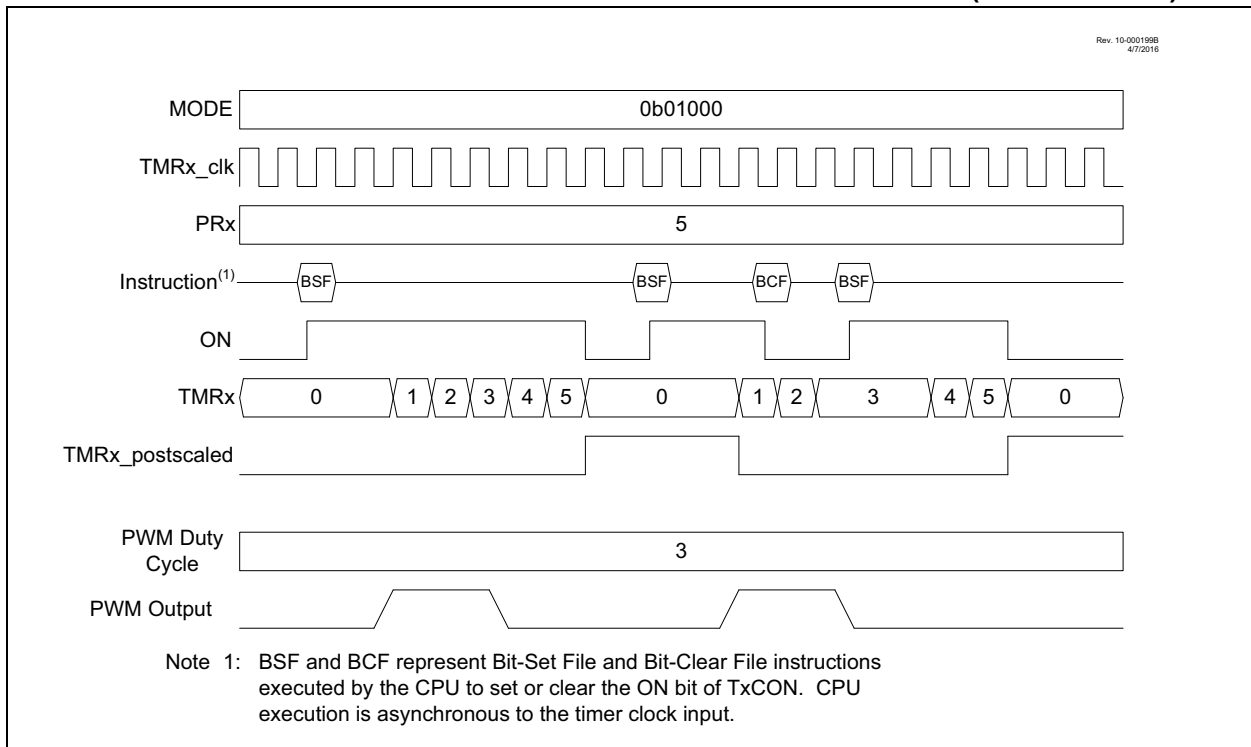 Rev. 10-000199B
4/7/2016
MODE 0b01000
TMRx_clk
PRx 5
Instruction(1) BSF BSF BCF BSF
ON
TMRx 0 1 2 3 4 5 0 1 2 3 4 5 0
TMRx_postscaled
PWM Duty
Cycle 3
PWM Output
Note 1: BSF and BCF represent Bit-Set File and Bit-Clear File instructions
executed by the CPU to set or clear the ON bit of TxCON. CPU
execution is asynchronous to the timer clock input.